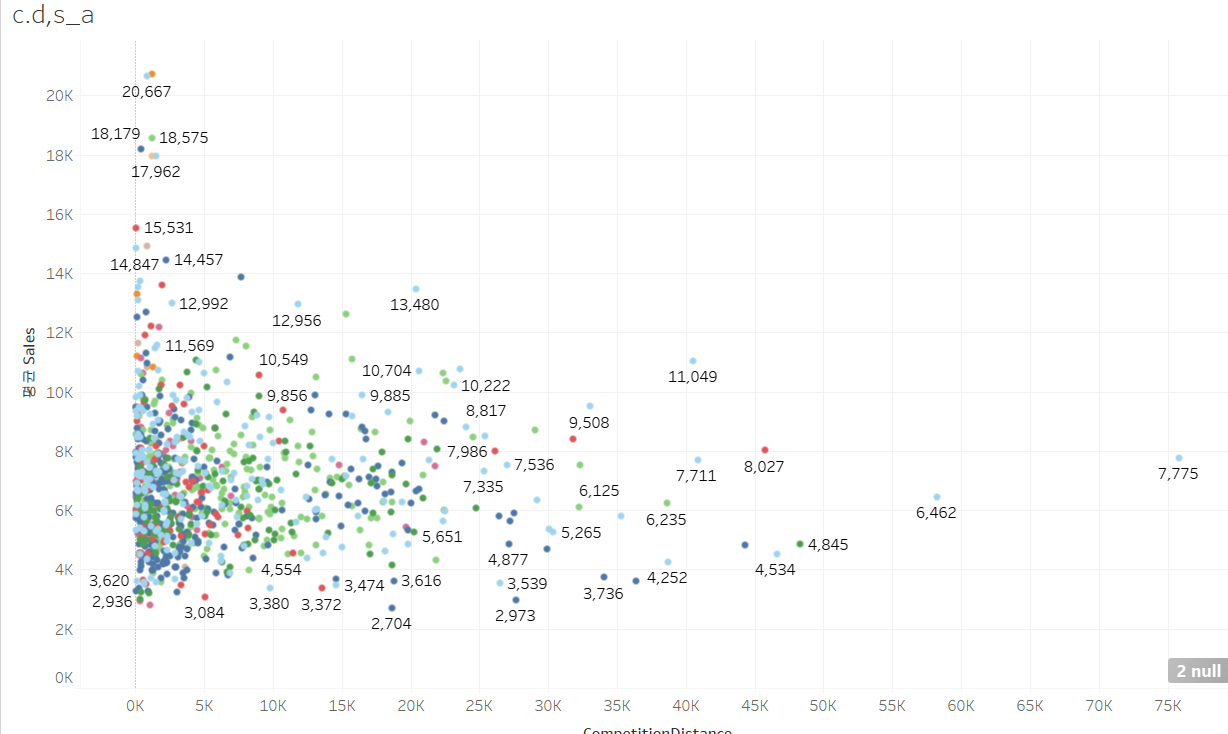 c.d,s_a
20,667
20K
18,179
18,575
18K
17,962
16K
15,531
14,847
14,457
14K
12,992
13,480
12,956
12K
11,569
10,549
10,704
11,049
10K
9,856
9,885
10,222
8,817
9,508
8K
7,986
7,536
7,711
8,027
7,775
7,335
6,125
6K
6,235
6,462
5,651
5,265
4,845
4,877
4K
4,554
4,534
3,620
3,474
3,616
3,539
4,252
3,736
2,936
3,084
3,380
3,372
2,973
2,704
2K
0K
평균 Sales
2 null
0K 5K 10K 15K 20K 25K 30K 35K 40K 45K 50K 55K 60K 65K 70K 75K
CompetitionDistance